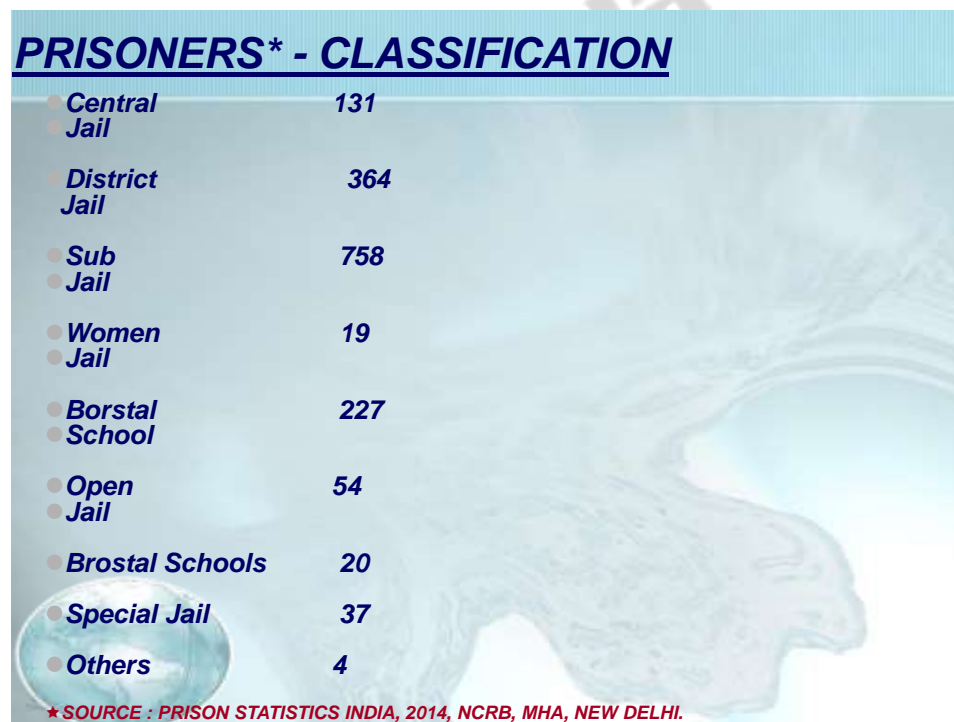 PRISONERS* - CLASSIFICATION
Central 131
Jail
District 364
Jail
Sub 758
Jail
Women 19
Jail
Borstal 227
School
Open 54
Jail
Brostal Schools 20
Special Jail 37
Others 4
★SOURCE : PRISON STATISTICS INDIA, 2014, NCRB, MHA, NEW DELHI.